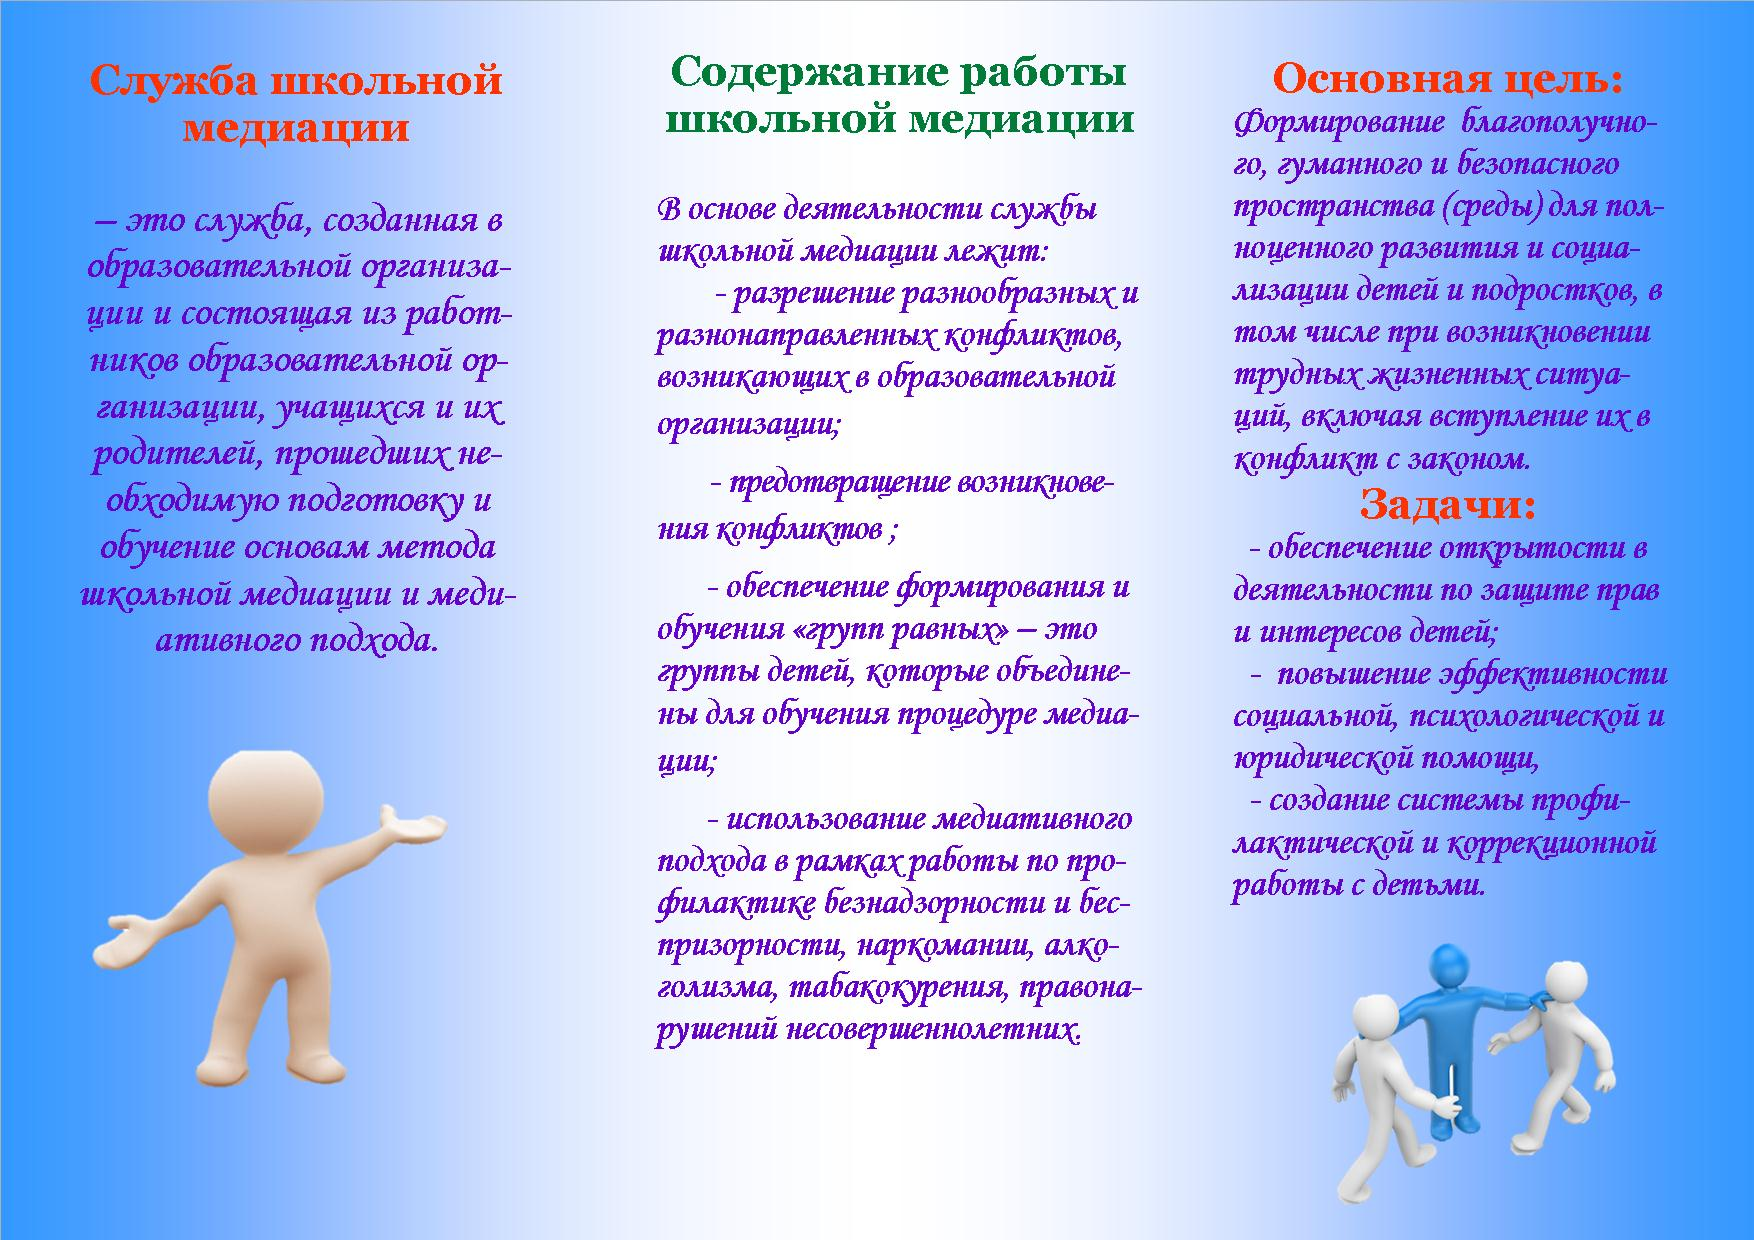 Служба школьной
медиации
– это служба, созданная в
образовательной организа-
ции и состоящая из работ-
ников образовательной ор-
ганизации, учащихся и их
родителей, прошедших не-
обходимую подготовку и
обучение основам метода
школьной медиации и меди-
ативного подхода.
Содержание работы
школьной медиации
В основе деятельности службы
школьной медиации лежит:
- разрешение разнообразных и
разнонаправленных конфликтов,
возникающих в образовательной
организации;
- предотвращение возникнове-
ния конфликтов ;
- обеспечение формирования и
обучения «групп равных» – это
группы детей, которые объедине-
ны для обучения процедуре медиа-
ции;
- использование медиативного
подхода в рамках работы по про-
филактике безнадзорности и бес-
призорности, наркомании, алко-
голизма, табакокурения, правона-
рушений несовершеннолетних.
Основная цель:
Формирование благополучно-
го, гуманного и безопасного
пространства (среды) для пол-
ноценного развития и социа-
лизации детей и подростков, в
том числе при возникновении
трудных жизненных ситуа-
ций, включая вступление их в
конфликт с законом.
Задачи:
- обеспечение открытости в
деятельности по защите прав
и интересов детей;
- повышение эффективности
социальной, психологической и
юридической помощи,
- создание системы профи-
лактической и коррекционной
работы с детьми.